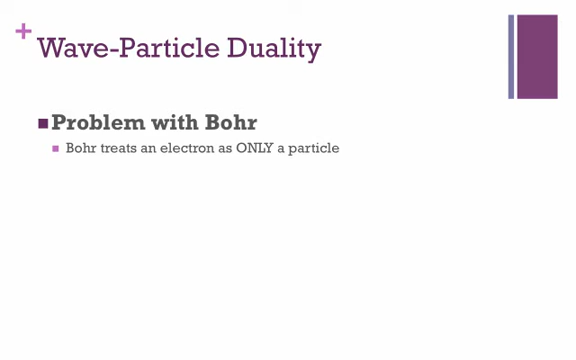 +
Wave-Particle Duality
Problem with Bohr
Bohr treats an electron as ONLY a particle